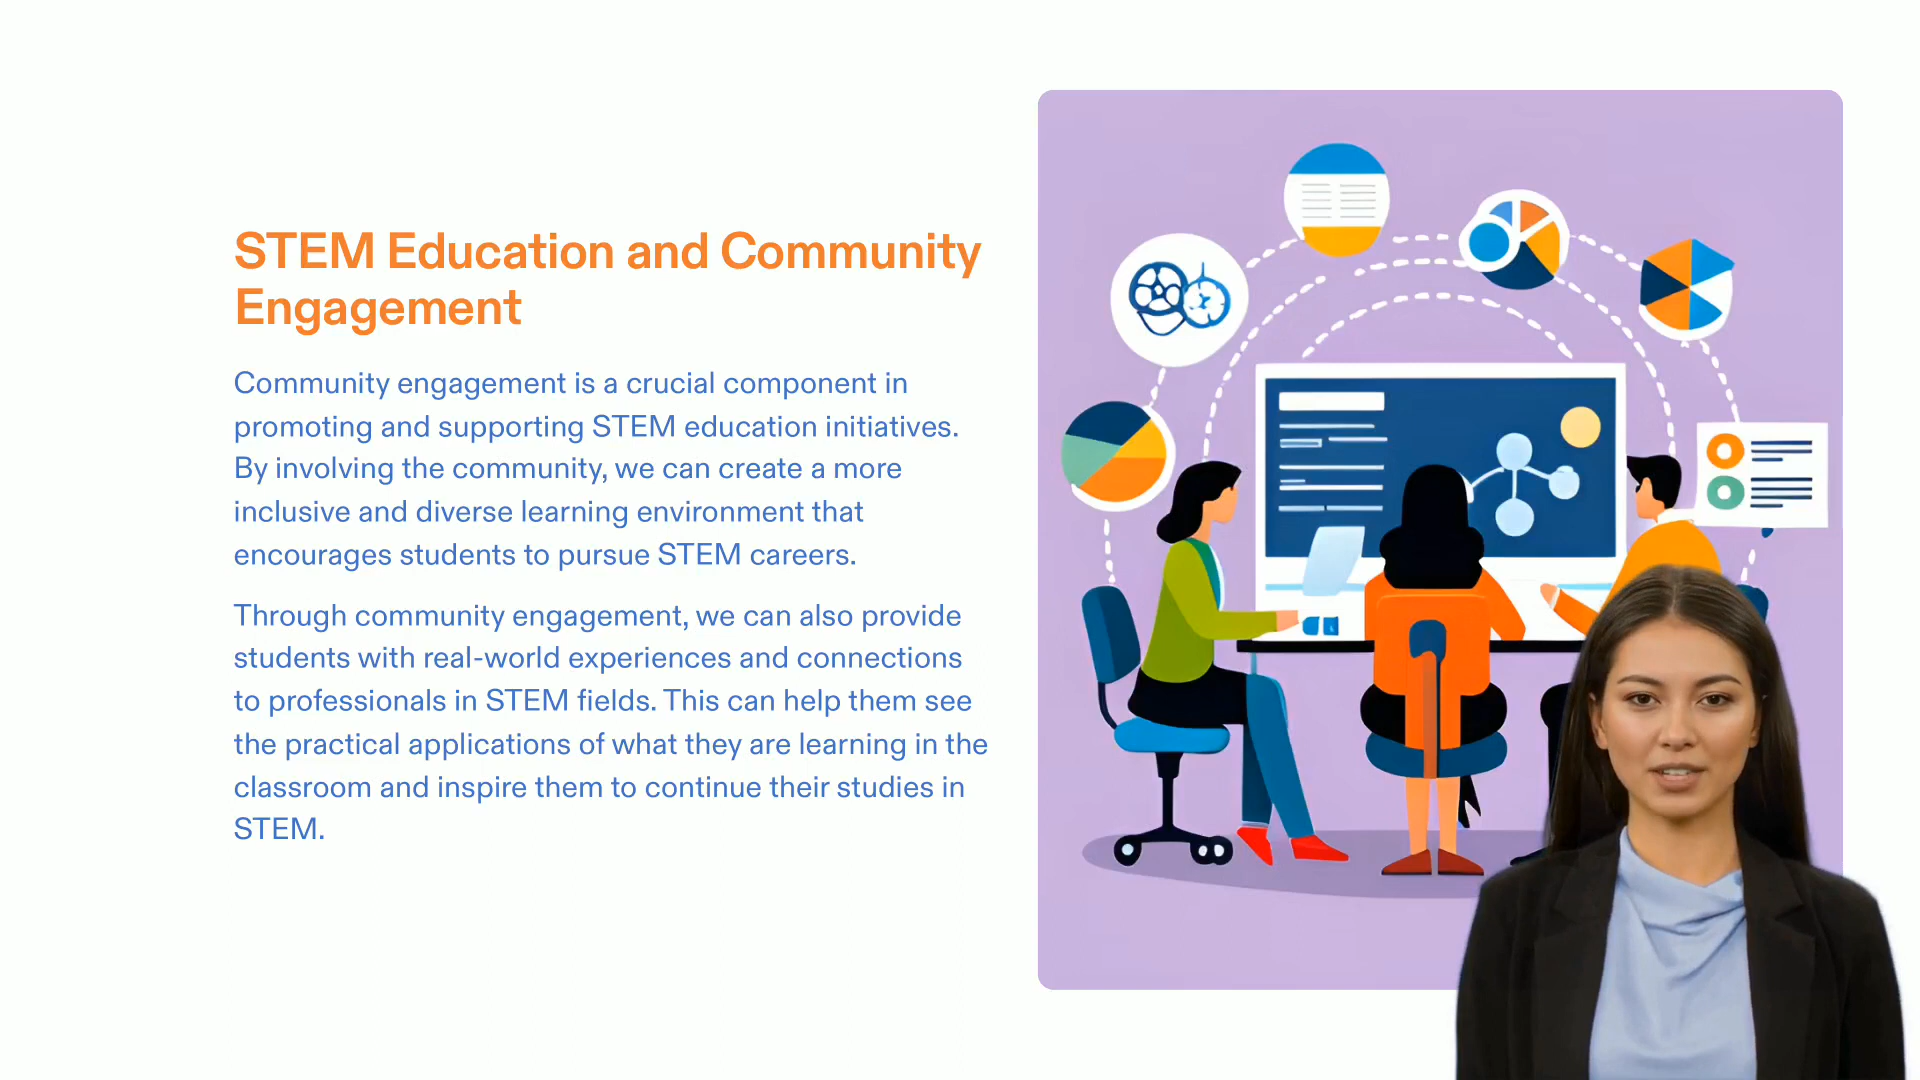 STEM Education and Community
Engagement
Community engagement is a crucial component in
promoting and supporting STEM education initiatives.
By involving the community, we can create a more
inclusive and diverse learning environment that
encourages students to pursue STEM careers.
Through community engagement, we can also provide
students with real-world experiences and connections
to professionals in STEM fields. This can help them see
the practical applications of what they are learning in the
classroom and inspire them to continue their studies in
STEM.